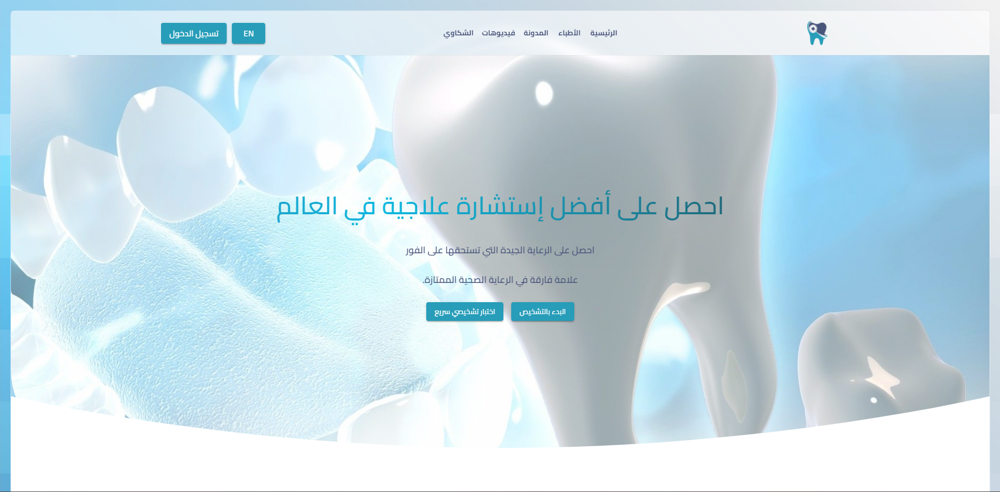 الرئيسية الأطباء المدونة فيديوهات الشكاوي
EN تسجيل الدخول
احصل على أفضل إستشارة علاجية في العالم
احصل على الرعاية الجيدة التي تستحقها على الفور
علامة فارقة في الرعاية الصحية الممتازة.
البدء بالتشخيص
اختبار تشخيصي سريع